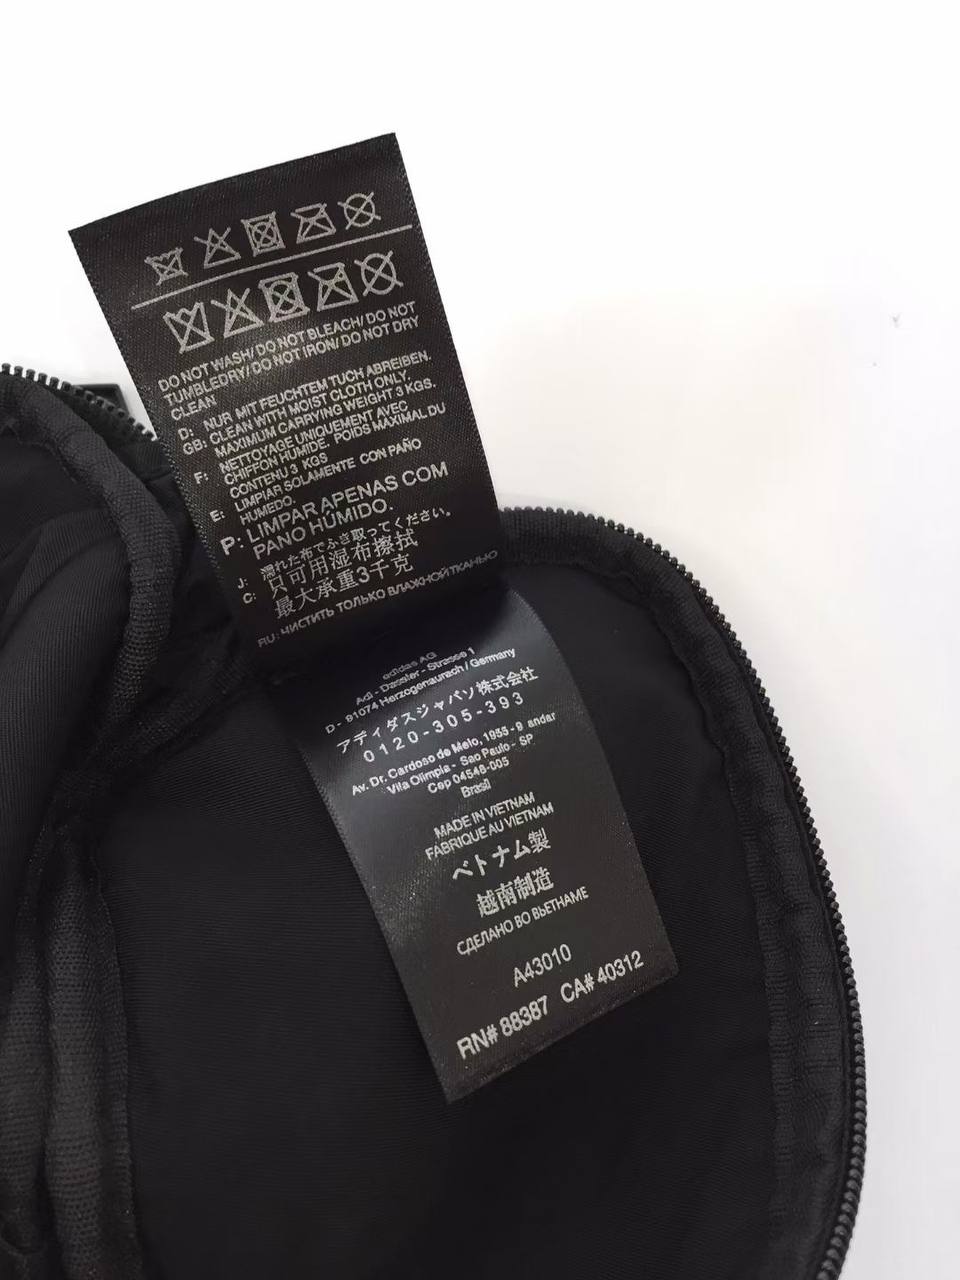 DO NOT WASH/ DO NOT BLEACH/ DO NOT
TUMBLEDRY/ DO NOT IRON/ DO NOT DRY
CLEAN
D: NUR MIT FEUCHTEM TUCH ABREIBEN.
GB: CLEAN WITH MOIST CLOTH ONLY.
MAXIMUM CARRYING WEIGHT 3 KGS.
F: NETTOYAGE UNIQUEMENT AVEC
CHIFFON HUMIDE. POIDS MAXIMAL DU
CONTENU 3 KGS
E: LIMPIAR SOLAMENTE CON PAÑO
HUMEDO.
P: LIMPAR APENAS COM
PANO HÚMIDO.
J: 濡れた布でふき取ってください。
C: 只可用湿布擦拭
最大承重3千克
RU: ЧИСТИТЬ ТОЛЬКО ВЛАЖНОЙ ТКАНЬЮ
adidas AG
Adi - Dassler - Strasse 1
D - 91074 Herzogenaurach / Germany
アディダスジャパン株式会社
0120-305-393
Av. Dr. Cardoso de Melo, 1955 - 9 andar
Vila Olimpia - Sao Paulo - SP
Cep 04548-005
Brasil
MADE IN VIETNAM
FABRIQUE AU VIETNAM
ベトナム製
越南制造
СДЕЛАНО ВО ВЬЕТНАМЕ
A43010
RN# 88387 CA# 40312